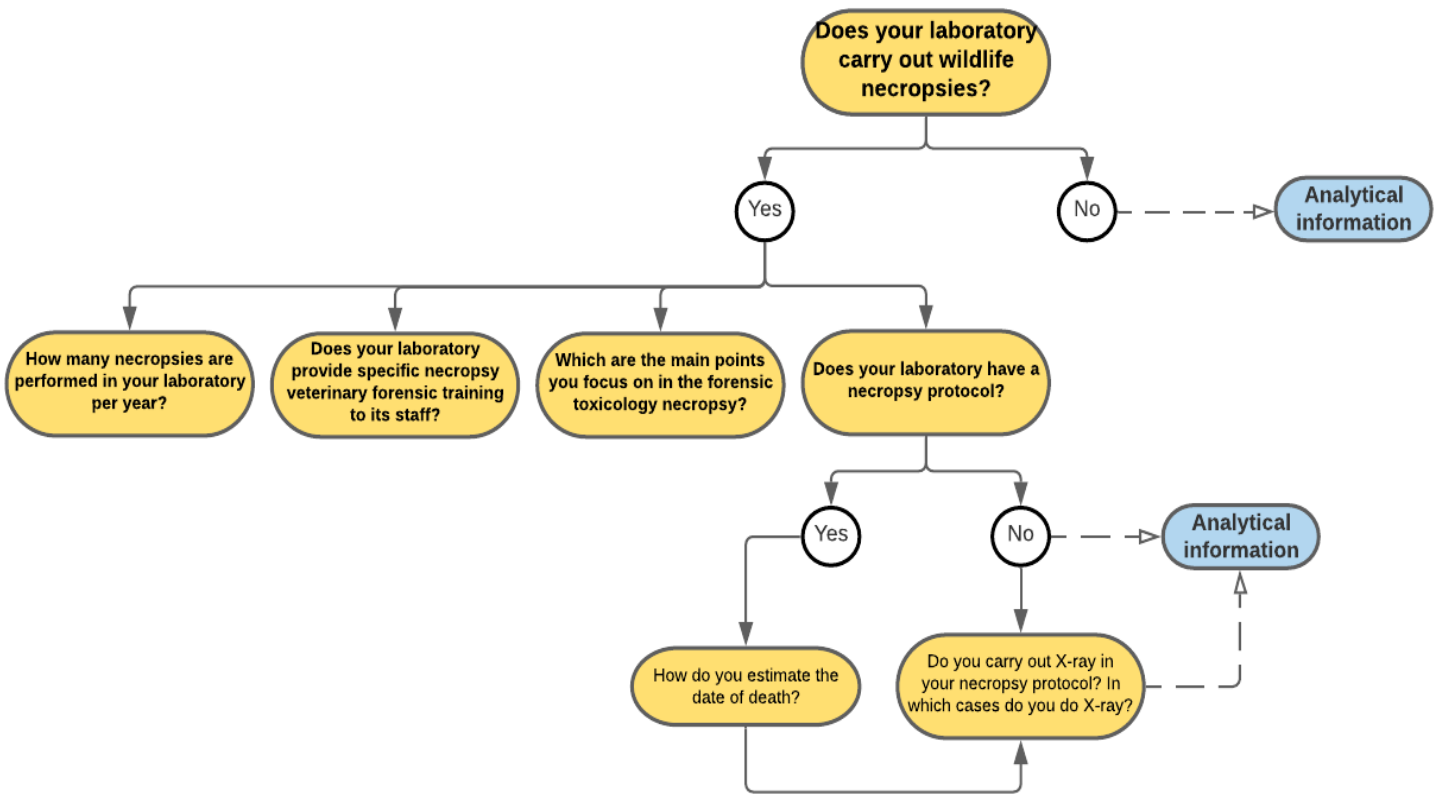 Does your laboratory
carry out wildlife
necropsies?
Yes
No
Analytical
information
How many necropsies are
performed in your laboratory
per year?
Does your laboratory
provide specific necropsy
veterinary forensic training
to its staff?
Which are the main points
you focus on in the forensic
toxicology necropsy?
Does your laboratory have a
necropsy protocol?
Yes
No
Analytical
information
How do you estimate the
date of death?
Do you carry out X-ray in
your necropsy protocol? In
which cases do you do X-ray?